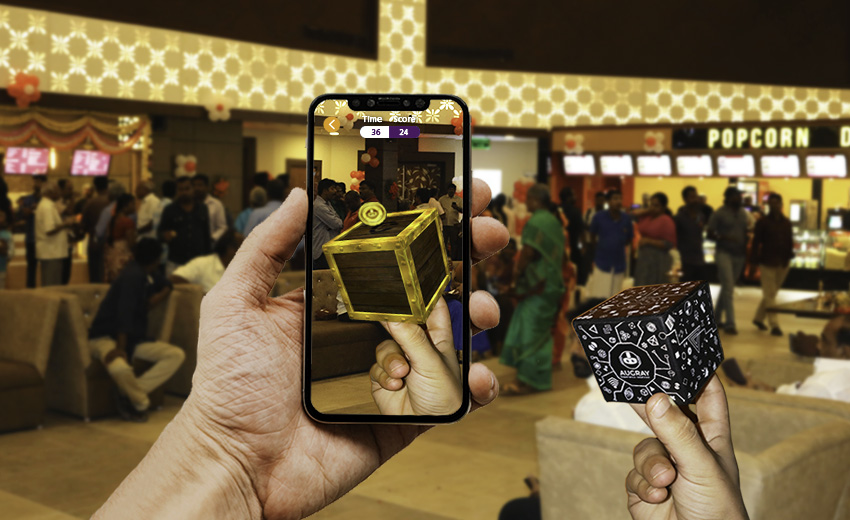 POPCORN D
Time Score
36 24
AUGRAY